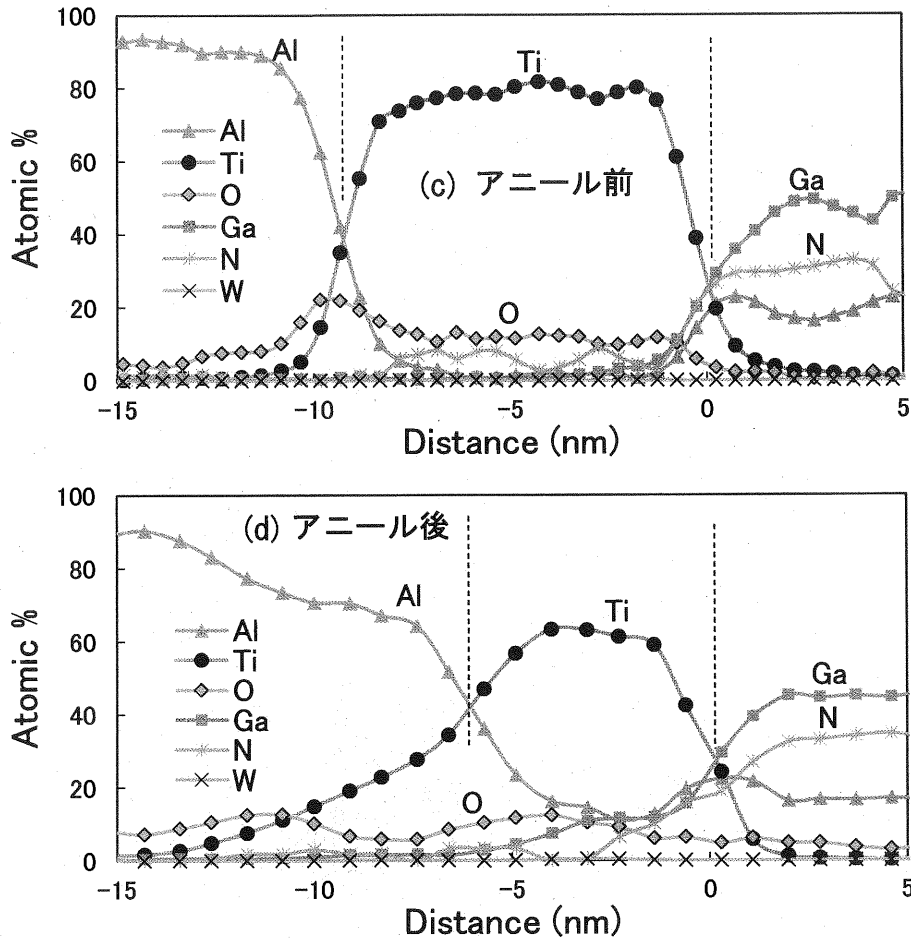 100
80
60
40
20
0
Atomic %
Al
Ti
Al
Ti
O
Ga
N
W
(c) アニール前
Ga
N
O
-15
-10
-5
0
5
Distance (nm)
100
80
60
40
20
0
Atomic %
(d) アニール後
Al
Ti
Al
Ti
O
Ga
N
W
Ga
N
O
-15
-10
-5
0
5
Distance (nm)